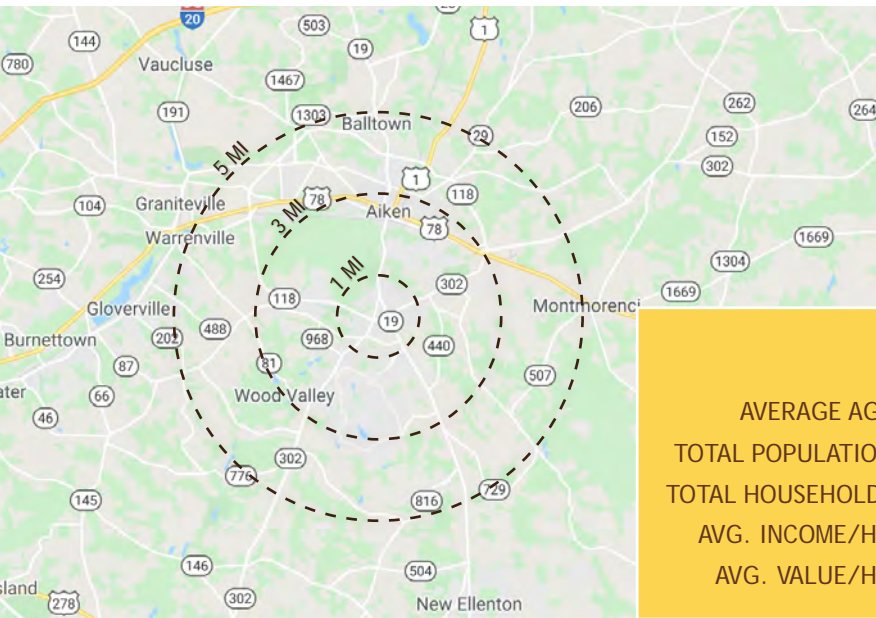 20
503
1
144
19
780
Vaucluse
1467
206
262
264
191
1303
Balltown
29
152
5 MI
302
1
118
78
104
Graniteville
Aiken
3 MI
78
Warrenville
1669
1304
1 MI
254
302
1669
118
Gloverville
Montmorenci
19
488
202
968
440
Burnettown
87
81
507
66
Wood Valley
46
AVERAGE AG
302
TOTAL POPULATIO
776
729
145
816
TOTAL HOUSEHOLD
AVG. INCOME/H
146
504
AVG. VALUE/H
278
302
New Ellenton